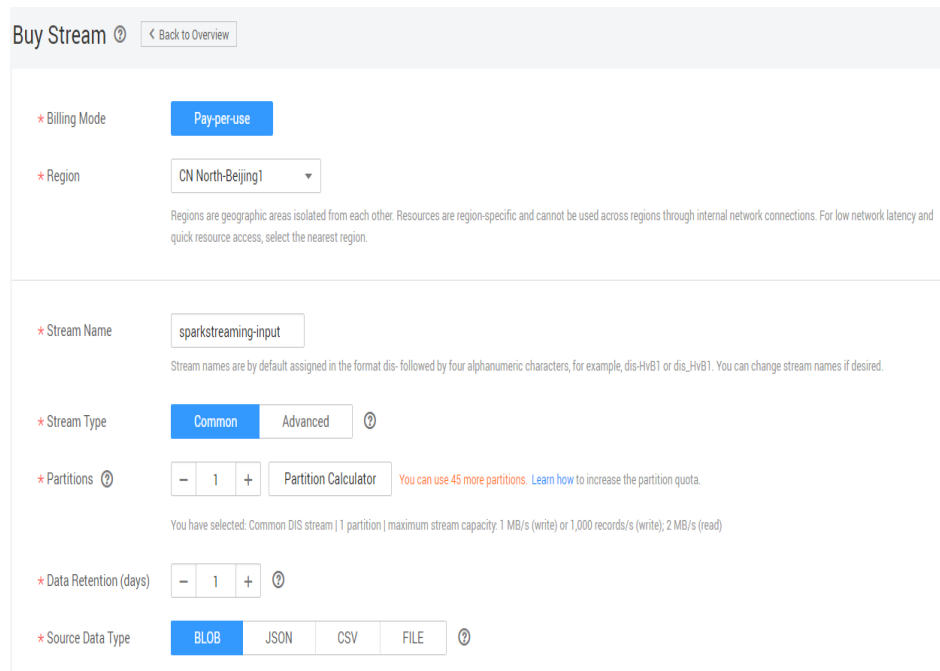 Buy Stream ? < Back to Overview
* Billing Mode Pay-per-use
* Region CN North-Beijing1
Regions are geographic areas isolated from each other. Resources are region-specific and cannot be used across regions through internal network connections. For low network latency and
quick resource access, select the nearest region.
* Stream Name sparkstreaming-input
Stream names are by default assigned in the format dis- followed by four alphanumeric characters, for example, dis-HvB1 or dis_HvB1. You can change stream names if desired.
* Stream Type Common Advanced ?
* Partitions ? − 1 + Partition Calculator You can use 45 more partitions. Learn how to increase the partition quota.
You have selected: Common DIS stream | 1 partition | maximum stream capacity: 1 MB/s (write) or 1,000 records/s (write); 2 MB/s (read)
* Data Retention (days) − 1 + ?
* Source Data Type BLOB JSON CSV FILE ?